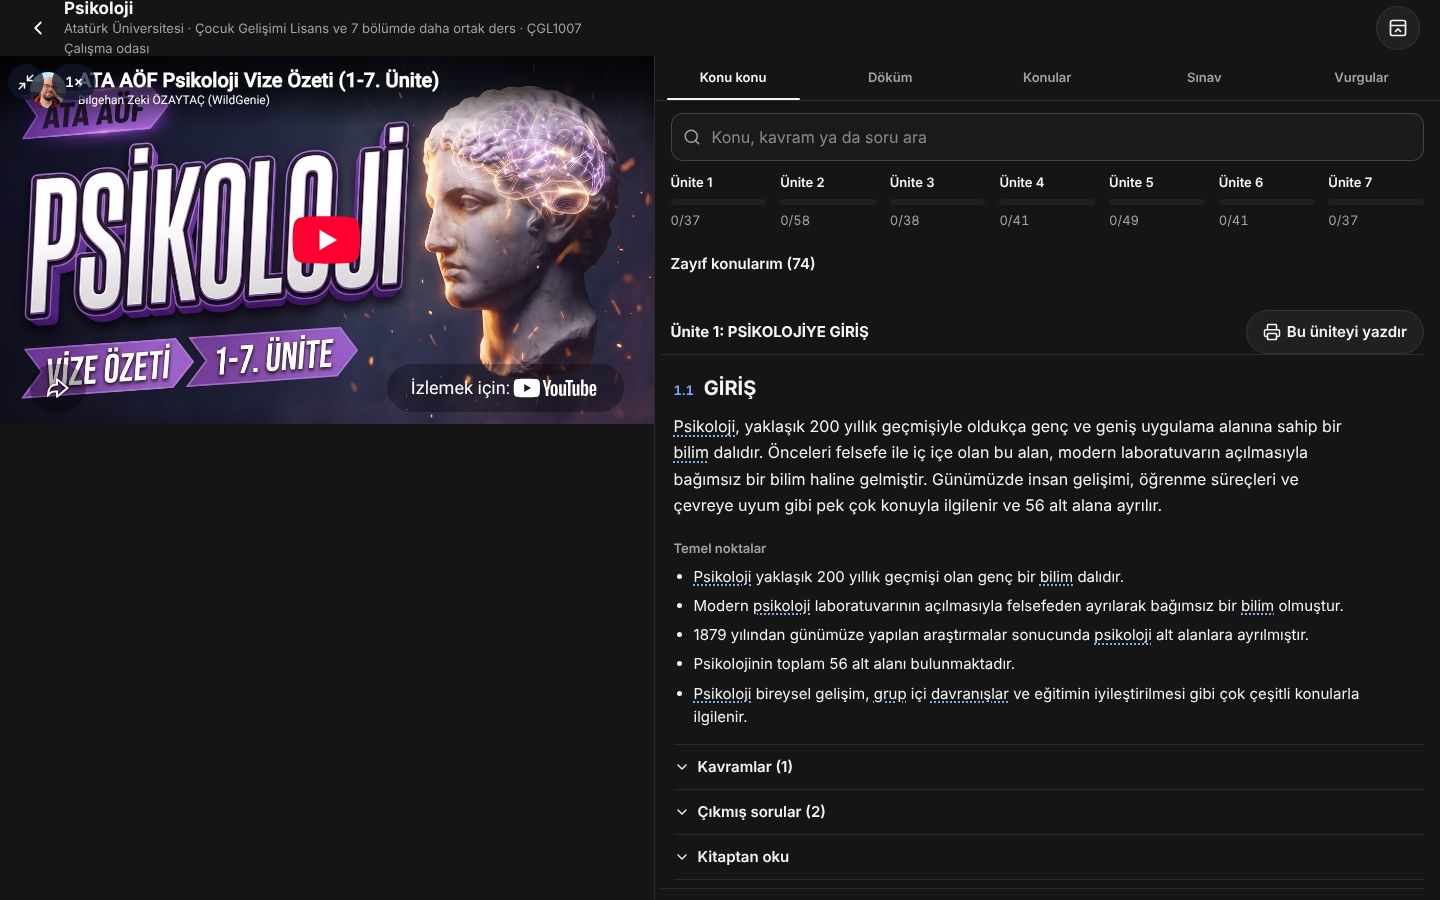 Psikoloji
Atatürk Üniversitesi · Çocuk Gelişimi Lisans ve 7 bölümde daha ortak ders · ÇGL1007
Çalışma odası
1×
ATA AÖF Psikoloji Vize Özeti (1-7. Ünite)
Bilgehan Zeki ÖZAYTAÇ (WildGenie)
ATA AÖF
PSİKOLOJİ
VİZE ÖZETİ
1-7. ÜNİTE
İzlemek için: YouTube
Konu konu
Döküm
Konular
Sınav
Vurgular
Konu, kavram ya da soru ara
Ünite 1
Ünite 2
Ünite 3
Ünite 4
Ünite 5
Ünite 6
Ünite 7
0/37
0/58
0/38
0/41
0/49
0/41
0/37
Zayıf konularım (74)
Ünite 1: PSİKOLOJİYE GİRİŞ
Bu üniteyi yazdır
1.1 GİRİŞ
Psikoloji, yaklaşık 200 yıllık geçmişiyle oldukça genç ve geniş uygulama alanına sahip bir
bilim dalıdır. Önceleri felsefe ile iç içe olan bu alan, modern laboratuvarın açılmasıyla
bağımsız bir bilim haline gelmiştir. Günümüzde insan gelişimi, öğrenme süreçleri ve
çevreye uyum gibi pek çok konuyla ilgilenir ve 56 alt alana ayrılır.
Temel noktalar
• Psikoloji yaklaşık 200 yıllık geçmişi olan genç bir bilim dalıdır.
• Modern psikoloji laboratuvarının açılmasıyla felsefeden ayrılarak bağımsız bir bilim olmuştur.
• 1879 yılından günümüze yapılan araştırmalar sonucunda psikoloji alt alanlara ayrılmıştır.
• Psikolojinin toplam 56 alt alanı bulunmaktadır.
• Psikoloji bireysel gelişim, grup içi davranışlar ve eğitimin iyileştirilmesi gibi çok çeşitli konularla
ilgilenir.
Kavramlar (1)
Çıkmış sorular (2)
Kitaptan oku